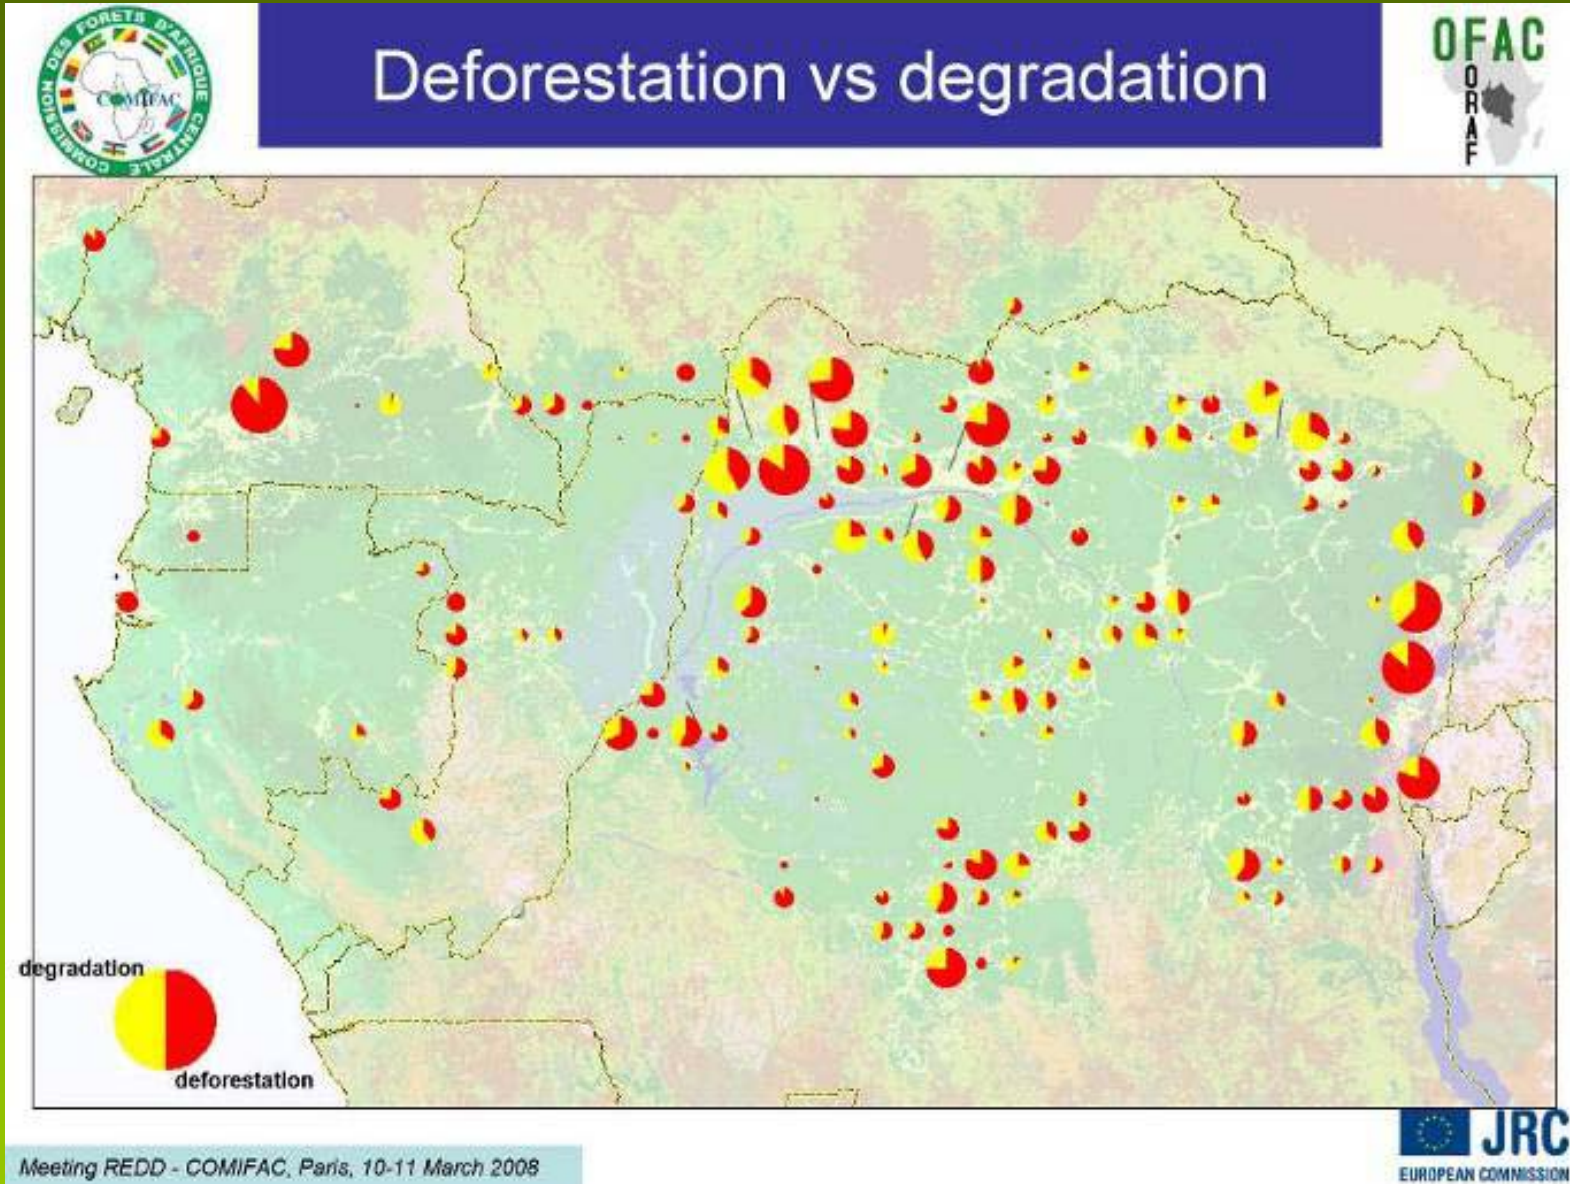 COMMISSION DES FORETS D'AFRIQUE CENTRALE
COMIFAC
Deforestation vs degradation
OFAC
FORAF
degradation
deforestation
Meeting REDD - COMIFAC, Paris, 10-11 March 2008
JRC
EUROPEAN COMMISSION